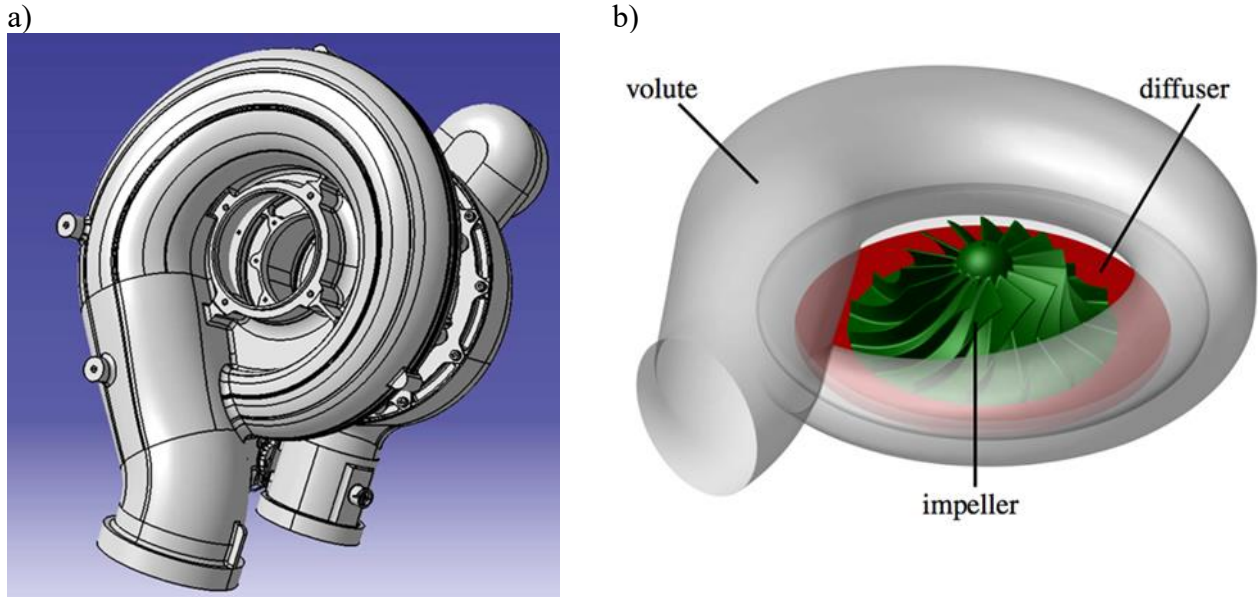 a)
b)
volute
diffuser
impeller